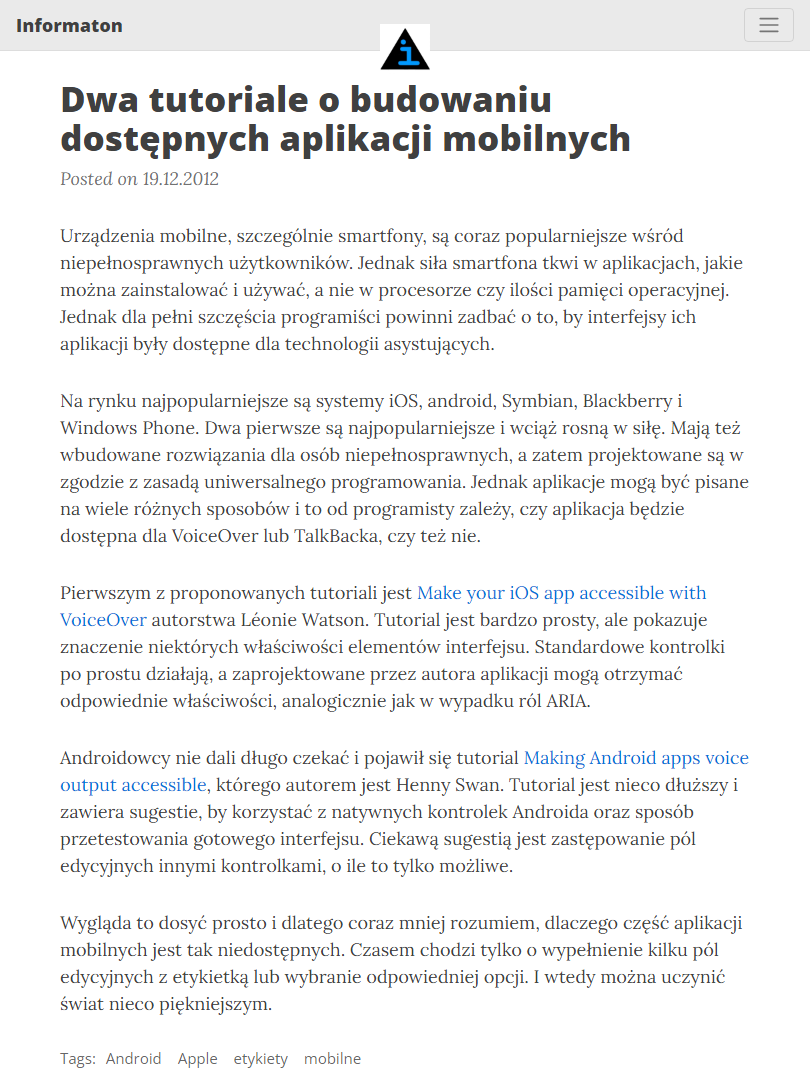 Informaton
i
Dwa tutoriale o budowaniu
dostępnych aplikacji mobilnych
Posted on 19.12.2012
Urządzenia mobilne, szczególnie smartfony, są coraz popularniejsze wśród
niepełnosprawnych użytkowników. Jednak siła smartfona tkwi w aplikacjach, jakie
można zainstalować i używać, a nie w procesorze czy ilości pamięci operacyjnej.
Jednak dla pełni szczęścia programiści powinni zadbać o to, by interfejsy ich
aplikacji były dostępne dla technologii asystujących.
Na rynku najpopularniejsze są systemy iOS, android, Symbian, Blackberry i
Windows Phone. Dwa pierwsze są najpopularniejsze i wciąż rosną w siłę. Mają też
wbudowane rozwiązania dla osób niepełnosprawnych, a zatem projektowane są w
zgodzie z zasadą uniwersalnego programowania. Jednak aplikacje mogą być pisane
na wiele różnych sposobów i to od programisty zależy, czy aplikacja będzie
dostępna dla VoiceOver lub TalkBacka, czy też nie.
Pierwszym z proponowanych tutoriali jest Make your iOS app accessible with
VoiceOver autorstwa Léonie Watson. Tutorial jest bardzo prosty, ale pokazuje
znaczenie niektórych właściwości elementów interfejsu. Standardowe kontrolki
po prostu działają, a zaprojektowane przez autora aplikacji mogą otrzymać
odpowiednie właściwości, analogicznie jak w wypadku ról ARIA.
Androidowcy nie dali długo czekać i pojawił się tutorial Making Android apps voice
output accessible, którego autorem jest Henny Swan. Tutorial jest nieco dłuższy i
zawiera sugestie, by korzystać z natywnych kontrolek Androida oraz sposób
przetestowania gotowego interfejsu. Ciekawą sugestią jest zastępowanie pól
edycyjnych innymi kontrolkami, o ile to tylko możliwe.
Wygląda to dosyć prosto i dlatego coraz mniej rozumiem, dlaczego część aplikacji
mobilnych jest tak niedostępnych. Czasem chodzi tylko o wypełnienie kilku pól
edycyjnych z etykietką lub wybranie odpowiedniej opcji. I wtedy można uczynić
świat nieco piękniejszym.
Tags: Android Apple etykiety mobilne